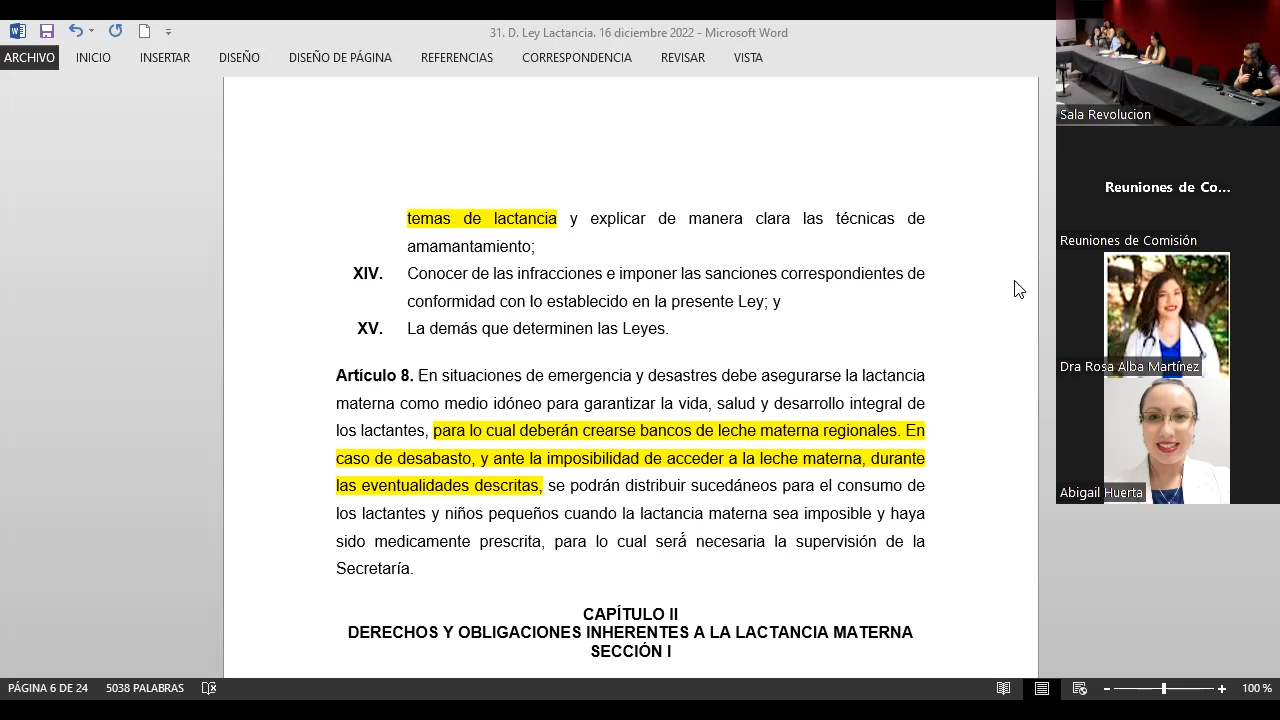 31. D. Ley Lactancia. 16 diciembre 2022 - Microsoft Word
ARCHIVO INICIO INSERTAR DISEÑO DISEÑO DE PÁGINA REFERENCIAS CORRESPONDENCIA REVISAR VISTA
temas de lactancia y explicar de manera clara las técnicas de
amamantamiento;
XIV. Conocer de las infracciones e imponer las sanciones correspondientes de
conformidad con lo establecido en la presente Ley; y
XV. La demás que determinen las Leyes.
Artículo 8. En situaciones de emergencia y desastres debe asegurarse la lactancia
materna como medio idóneo para garantizar la vida, salud y desarrollo integral de
los lactantes, para lo cual deberán crearse bancos de leche materna regionales. En
caso de desabasto, y ante la imposibilidad de acceder a la leche materna, durante
las eventualidades descritas, se podrán distribuir sucedáneos para el consumo de
los lactantes y niños pequeños cuando la lactancia materna sea imposible y haya
sido medicamente prescrita, para lo cual será necesaria la supervisión de la
Secretaría.
CAPÍTULO II
DERECHOS Y OBLIGACIONES INHERENTES A LA LACTANCIA MATERNA
SECCIÓN I
PÁGINA 6 DE 24 5038 PALABRAS 100 %
Sala Revolucion
Reuniones de Co...
Reuniones de Comisión
Dra Rosa Alba Martínez
Abigail Huerta